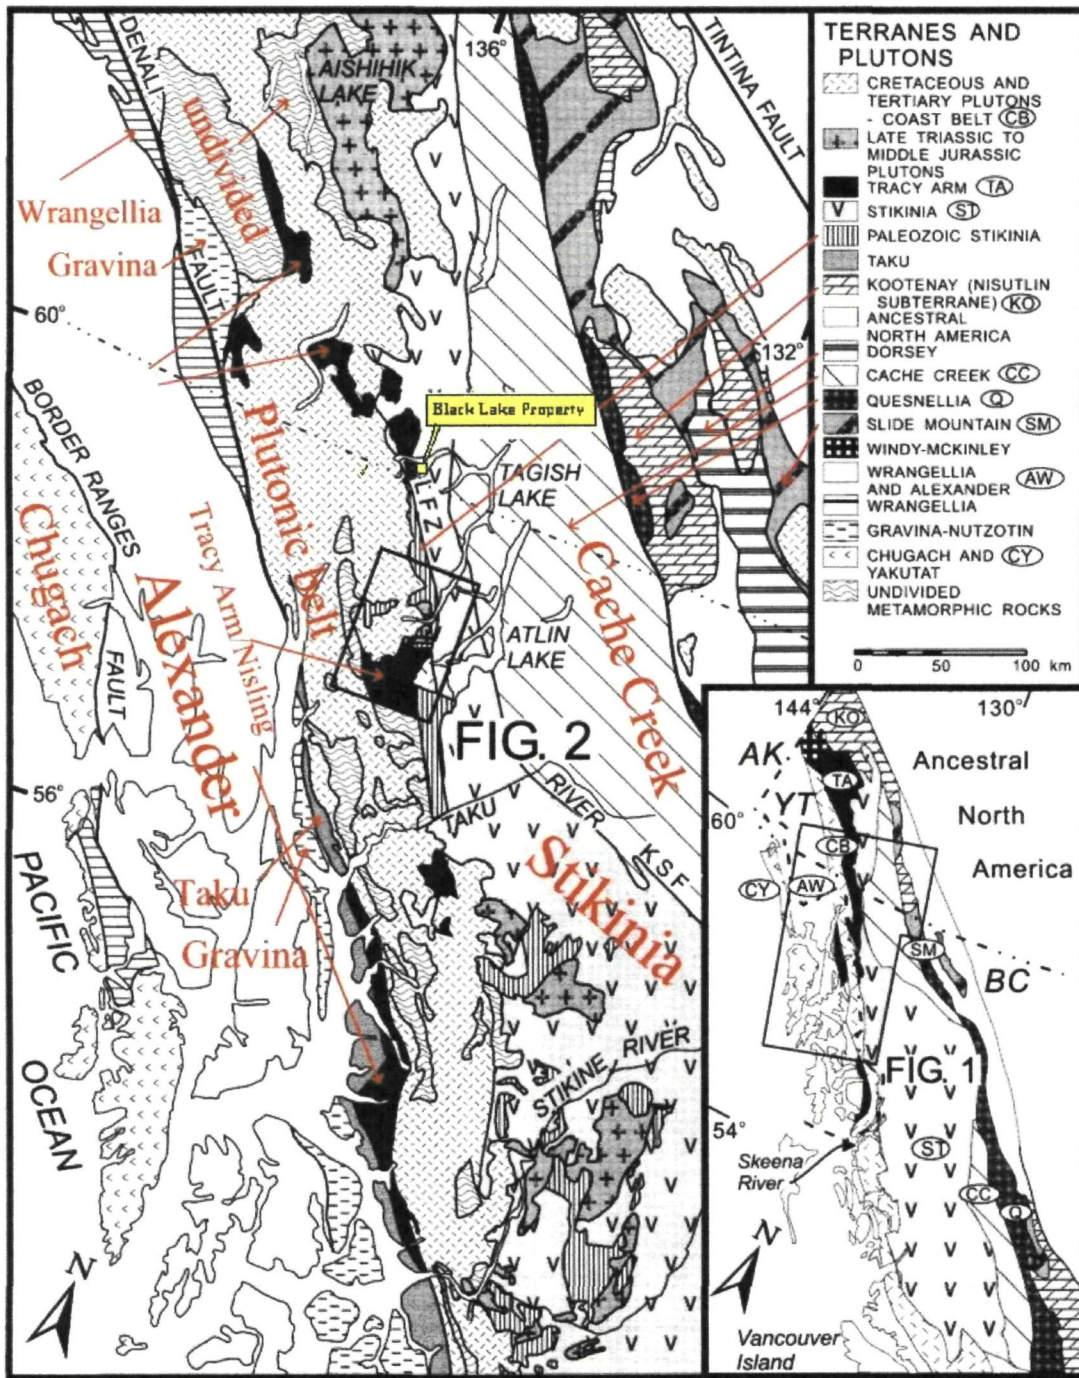 DENALI
FAULT
AISHIHIK
LAKE
136°
TINTINA FAULT
undivided
Wrangellia
Gravina
60°
132°
BORDER RANGES
FAULT
Black Lake Property
Plutonic Belt
LFZ
TAGISH
LAKE
Chugach
Alexander
Tracy Arm/Nisling
Cache Creek
ATLIN
LAKE
FIG. 2
56°
TAKU
RIVER
KSF
Stikinia
Taku
Gravina
PACIFIC
OCEAN
STIKINE RIVER
N
TERRANES AND
PLUTONS
CRETACEOUS AND
TERTIARY PLUTONS
- COAST BELT CB
LATE TRIASSIC TO
MIDDLE JURASSIC
PLUTONS
TRACY ARM TA
V STIKINIA ST
PALEOZOIC STIKINIA
TAKU
KOOTENAY (NISUTLIN
SUBTERRANE) KO
ANCESTRAL
NORTH AMERICA
DORSEY
CACHE CREEK CC
QUESNELLIA Q
SLIDE MOUNTAIN SM
WINDY-MCKINLEY
WRANGELLIA
AND ALEXANDER AW
WRANGELLIA
GRAVINA-NUTZOTIN
CHUGACH AND CY
YAKUTAT
UNDIVIDED
METAMORPHIC ROCKS
0 50 100 km
144°
130°
KO
AK
Ancestral
TA
YT
North
60°
CB
America
CY
AW
SM
BC
FIG. 1
54°
ST
Skeena
River
CC
Q
N
Vancouver
Island